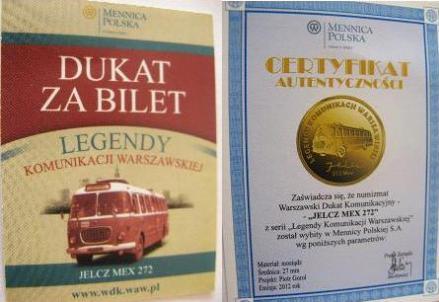 MENNICA
POLSKA
DUKAT
ZA BILET
LEGENDY
KOMUNIKACJI WARSZAWSKIEJ
JELCZ MEX 272
www.wdk.waw.pl
MENNICA
POLSKA
CERTYFIKAT
AUTENTYCZNOŚCI
LEGENDY KOMUNIKACJI WARSZAWSKIEJ
Zaświadcza się, że numizmat
Warszawski Dukat Komunikacyjny -
- „JELCZ MEX 272”
z serii „Legendy Komunikacji Warszawskiej”
został wybity w Mennicy Polskiej S.A.
wg poniższych parametrów:
Materiał: mosiądz
Średnica: 27 mm
Projekt: Piotr Gorol
Emisja: 2012 rok